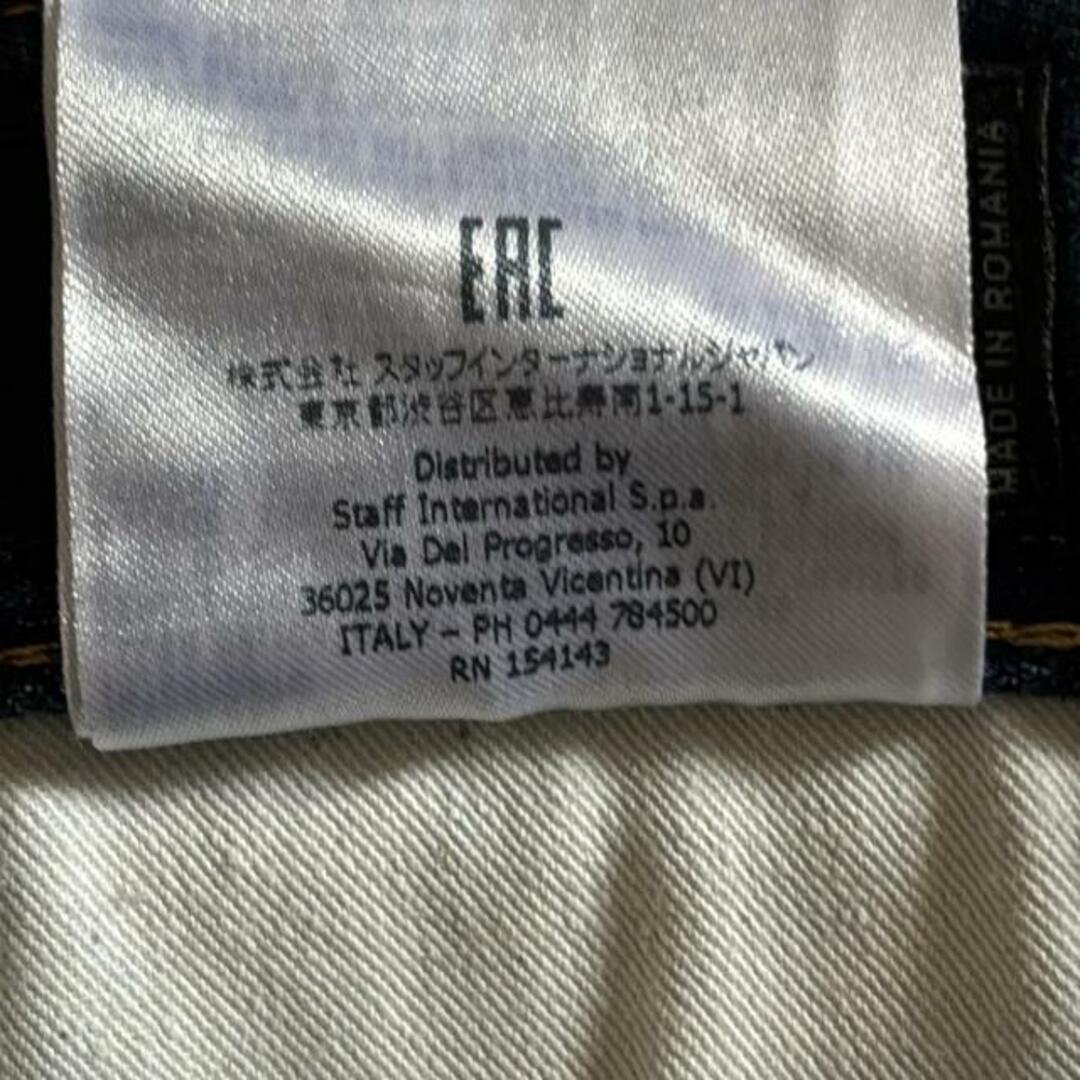 EAC
株式会社 スタッフインターナショナルジャパン
東京都渋谷区恵比寿南1-15-1
Distributed by
Staff International S.p.a.
Via Del Progresso, 10
36025 Noventa Vicentina (VI)
ITALY – PH 0444 784500
RN 154143
MADE IN ROMANIA